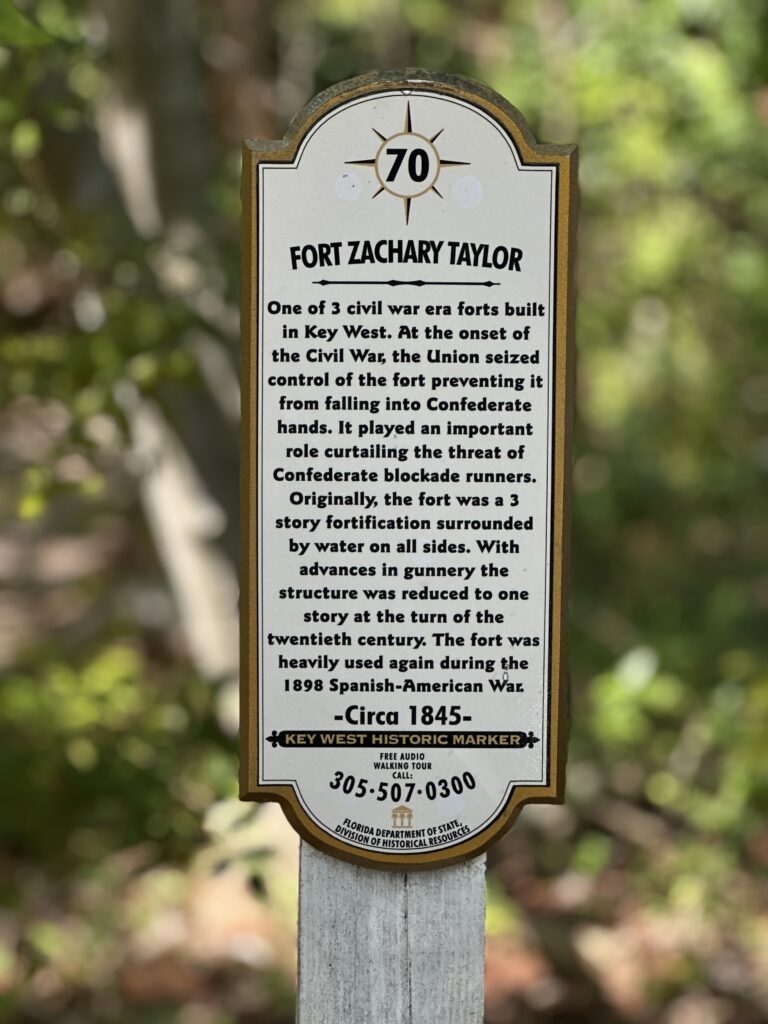 70
FORT ZACHARY TAYLOR
One of 3 civil war era forts built
in Key West. At the onset of
the Civil War, the Union seized
control of the fort preventing it
from falling into Confederate
hands. It played an important
role curtailing the threat of
Confederate blockade runners.
Originally, the fort was a 3
story fortification surrounded
by water on all sides. With
advances in gunnery the
structure was reduced to one
story at the turn of the
twentieth century. The fort was
heavily used again during the
1898 Spanish-American War.
-Circa 1845-
KEY WEST HISTORIC MARKER
FREE AUDIO
WALKING TOUR
CALL:
305·507·0300
FLORIDA DEPARTMENT OF STATE,
DIVISION OF HISTORICAL RESOURCES